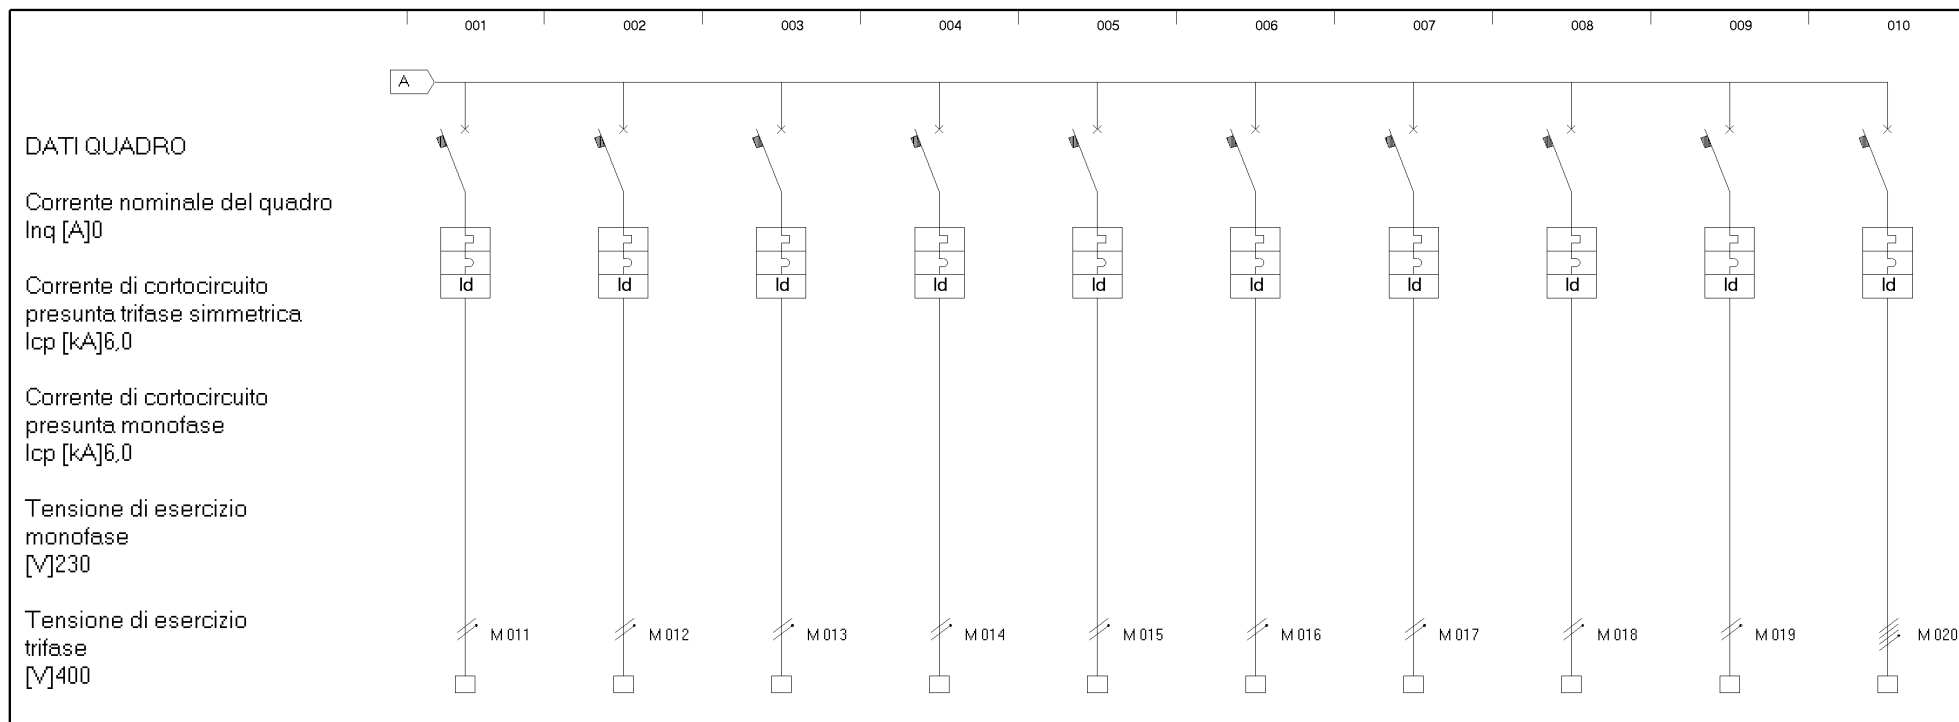 001 002 003 004 005 006 007 008 009 010
A
DATI QUADRO
Corrente nominale del quadro
Inq [A]0
Corrente di cortocircuito
presunta trifase simmetrica
Icp [kA]6,0
Corrente di cortocircuito
presunta monofase
Icp [kA]6,0
Tensione di esercizio
monofase
[V]230
Tensione di esercizio
trifase
[V]400
Id Id Id Id Id Id Id Id Id Id
M 011 M 012 M 013 M 014 M 015 M 016 M 017 M 018 M 019 M 020